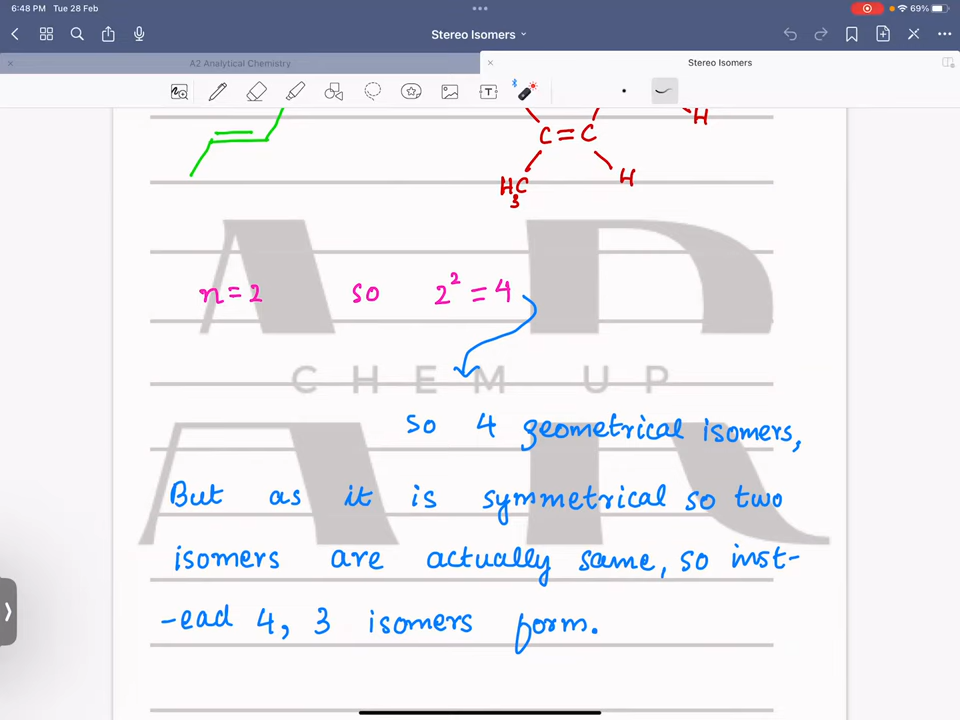 6:48 PM Tue 28 Feb
69%
Stereo Isomers
A2 Analytical Chemistry
Stereo Isomers
T
H
C=C
H3C
H
n=2 so 2² = 4
CHEM UP
so 4 geometrical isomers,
But as it is symmetrical so two
isomers are actually same, so inst-
-ead 4, 3 isomers form.